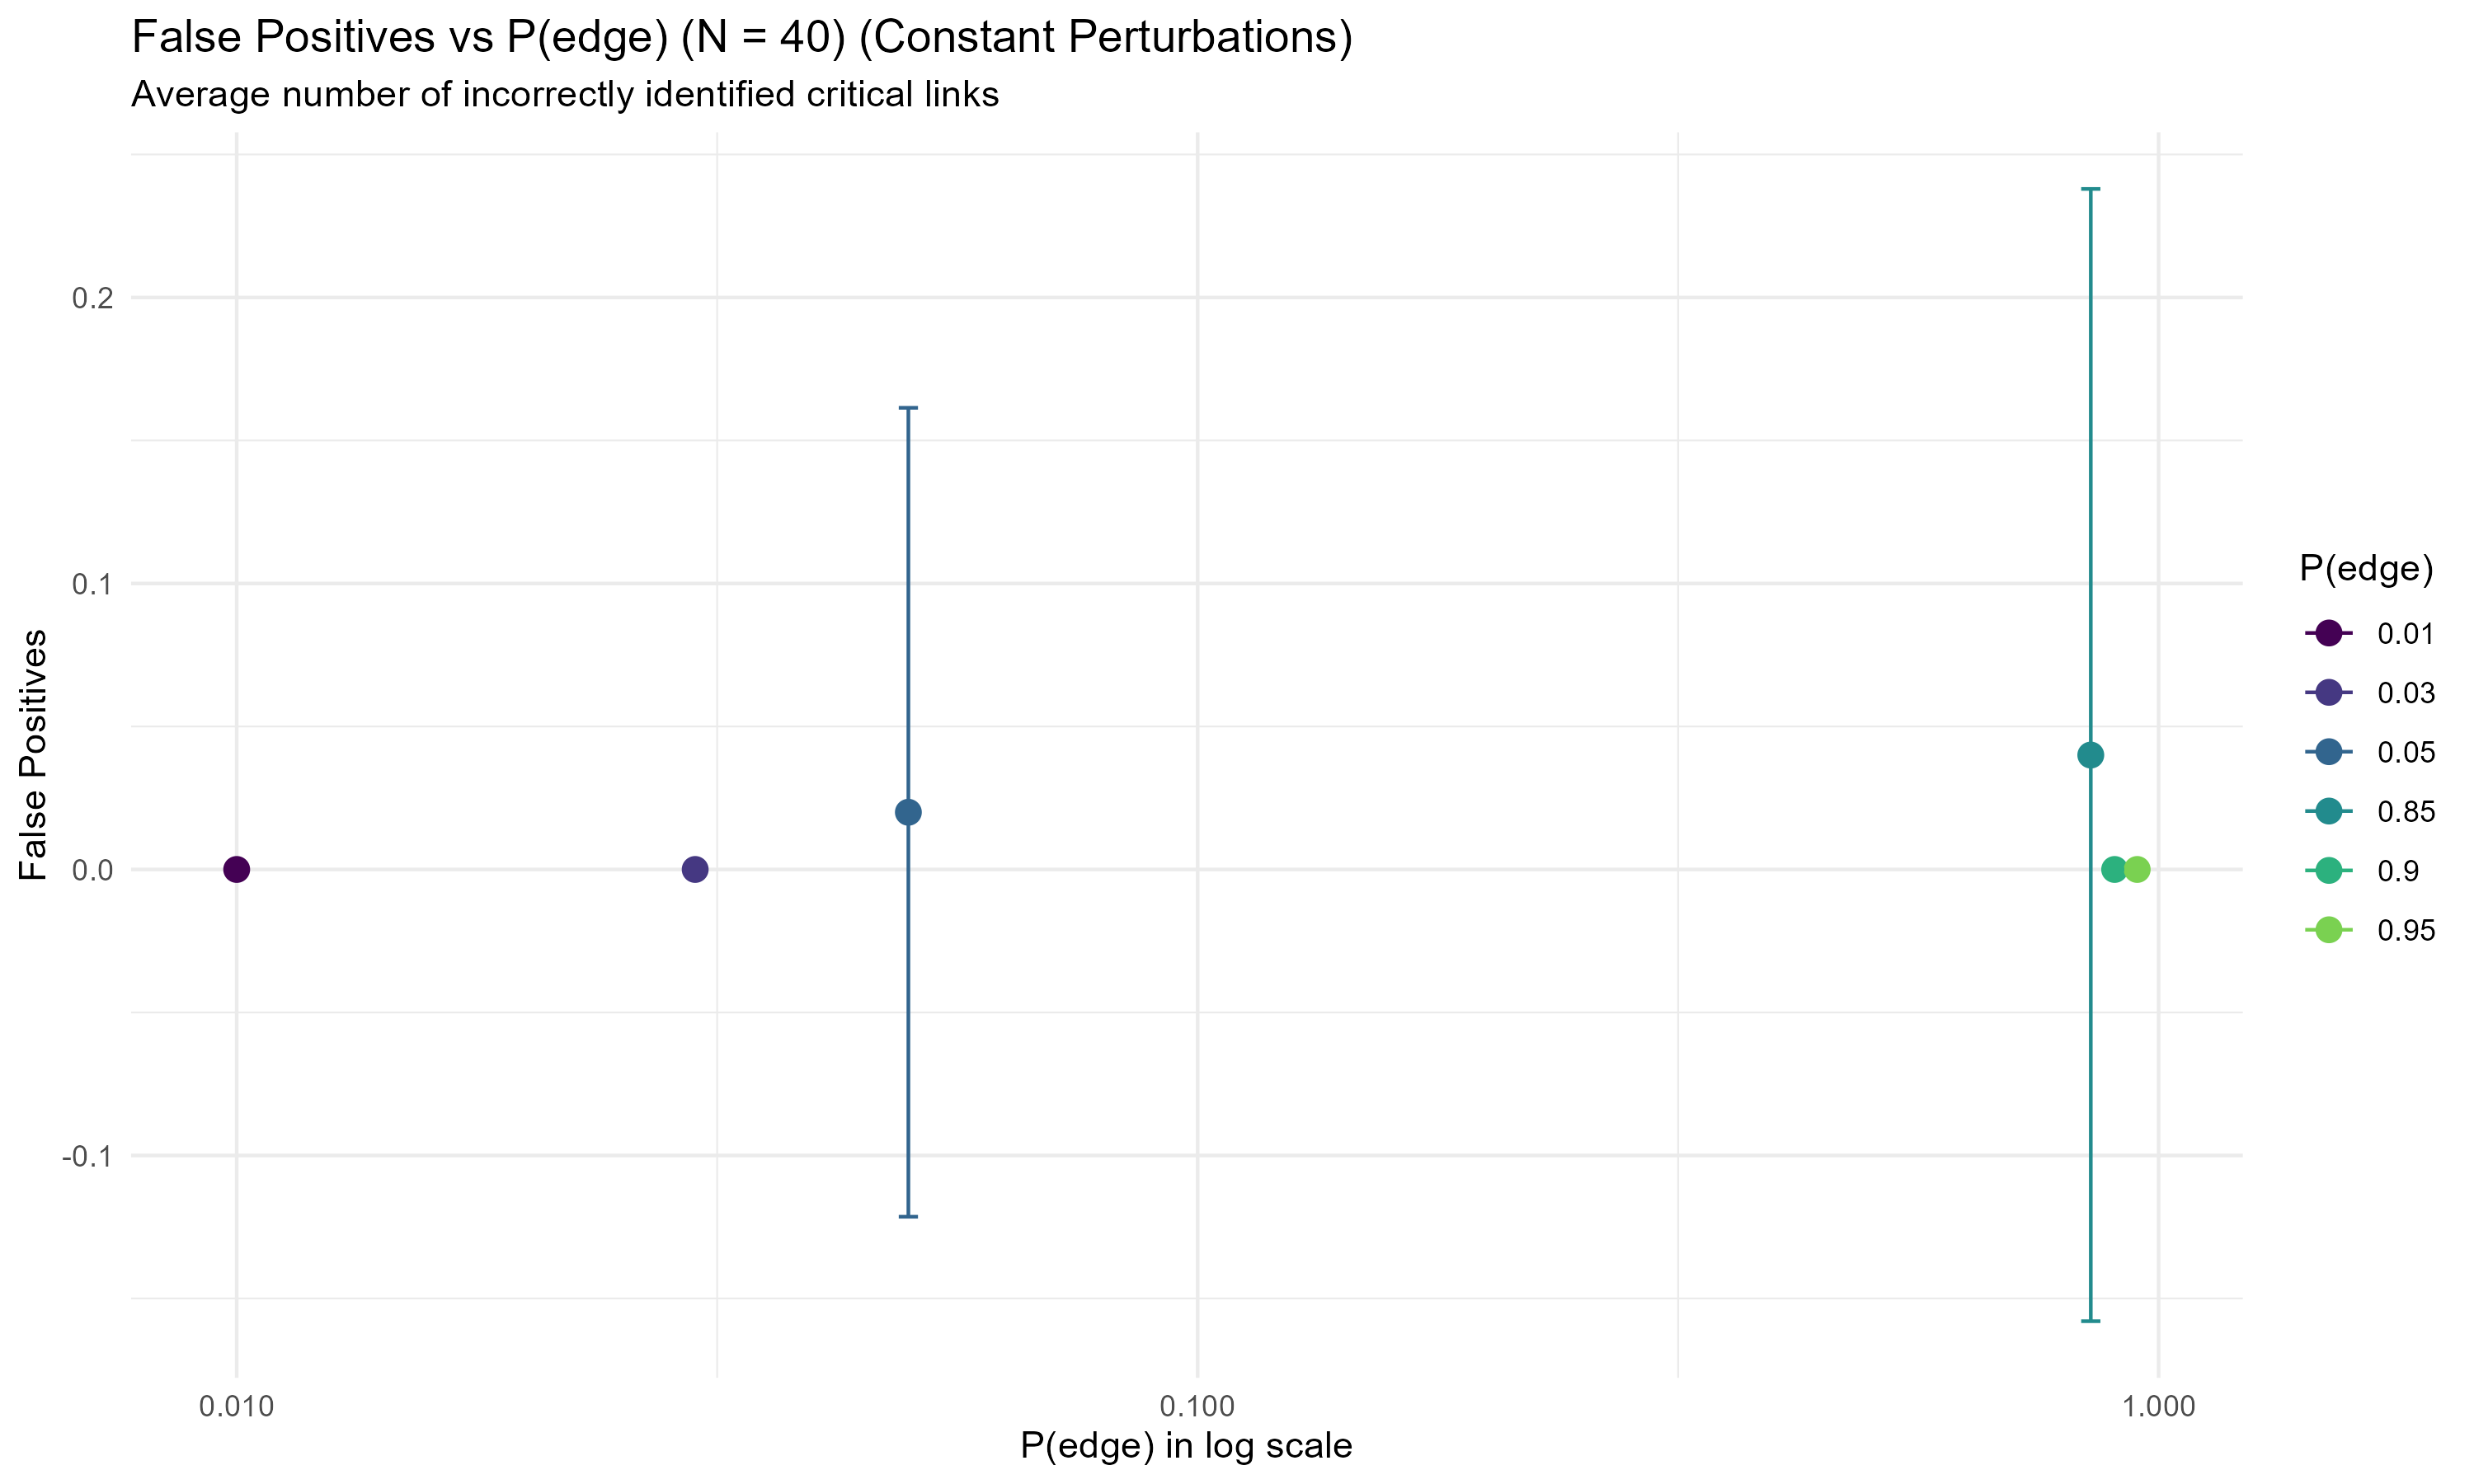 False Positives vs P(edge) (N = 40) (Constant Perturbations)
Average number of incorrectly identified critical links
False Positives
0.2
0.1
0.0
-0.1
0.010
0.100
1.000
P(edge) in log scale
P(edge)
0.01
0.03
0.05
0.85
0.9
0.95